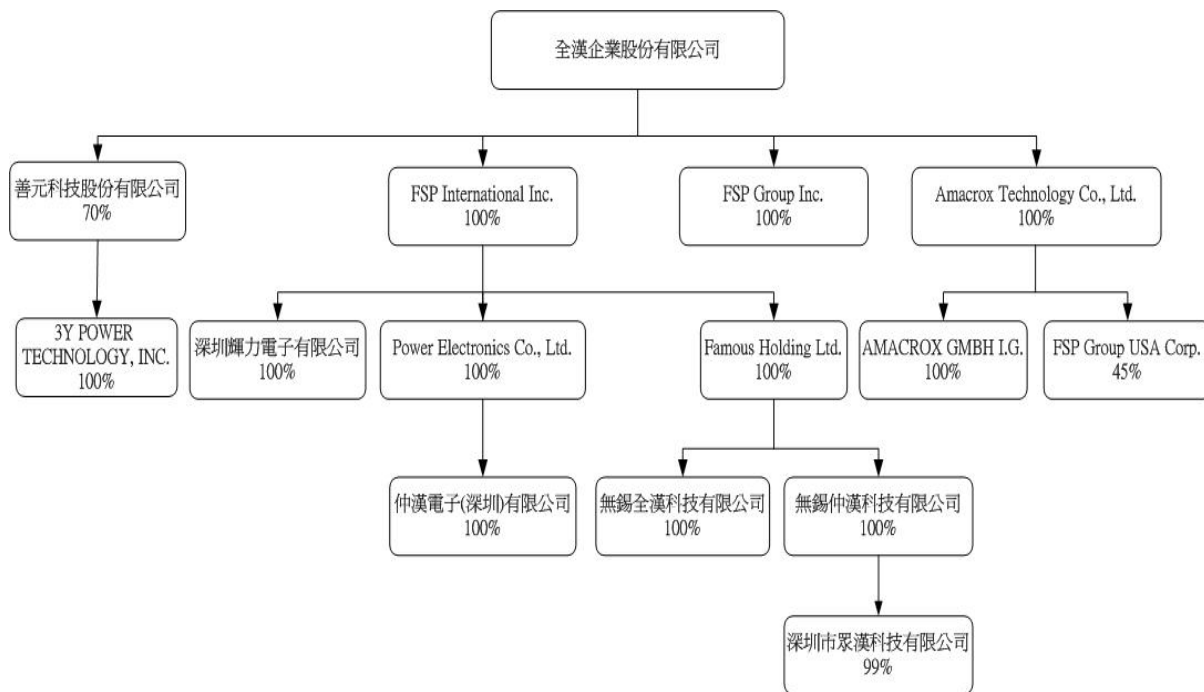 全漢企業股份有限公司
善元科技股份有限公司
70%
FSP International Inc.
100%
FSP Group Inc.
100%
Amacrox Technology Co., Ltd.
100%
3Y POWER
TECHNOLOGY, INC.
100%
深圳輝力電子有限公司
100%
Power Electronics Co., Ltd.
100%
Famous Holding Ltd.
100%
AMACROX GMBH I.G.
100%
FSP Group USA Corp.
45%
仲漢電子(深圳)有限公司
100%
無錫全漢科技有限公司
100%
無錫仲漢科技有限公司
100%
深圳市眾漢科技有限公司
99%